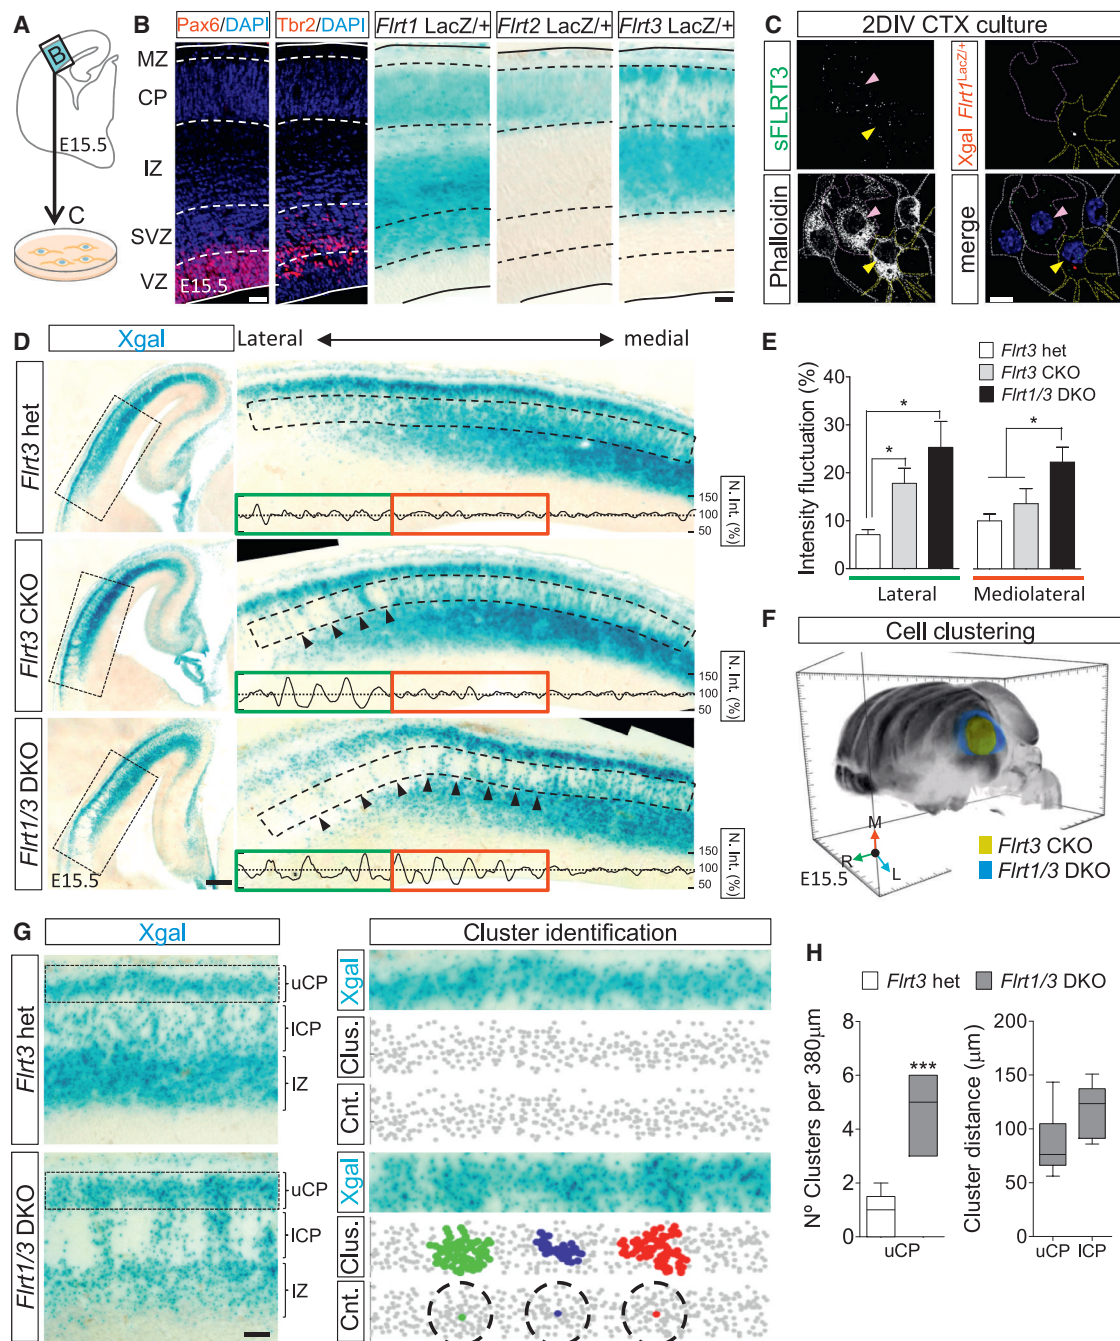 A
B
E15.5
C
B
Pax6/DAPI
Tbr2/DAPI
Flrt1 LacZ/+
Flrt2 LacZ/+
Flrt3 LacZ/+
MZ
CP
IZ
SVZ
VZ
E15.5
C
2DIV CTX culture
sFLRT3
Xgal Flrt1LacZ/+
Phalloidin
merge
D
Xgal
Lateral
medial
Flrt3 het
150
100
50
N. Int. (%)
Flrt3 CKO
150
100
50
N. Int. (%)
Flrt1/3 DKO
E15.5
150
100
50
N. Int. (%)
E
Flrt3 het
Flrt3 CKO
Flrt1/3 DKO
Intensity fluctuation (%)
40
30
20
10
0
*
*
*
Lateral
Mediolateral
F
Cell clustering
M
R
L
E15.5
Flrt3 CKO
Flrt1/3 DKO
G
Xgal
Cluster identification
Flrt3 het
uCP
lCP
IZ
Xgal
Clus.
Cnt.
Flrt1/3 DKO
uCP
lCP
IZ
Xgal
Clus.
Cnt.
H
Flrt3 het
Flrt1/3 DKO
Nº Clusters per 380μm
8
6
4
2
0
***
uCP
Cluster distance (μm)
200
150
100
50
0
uCP
lCP